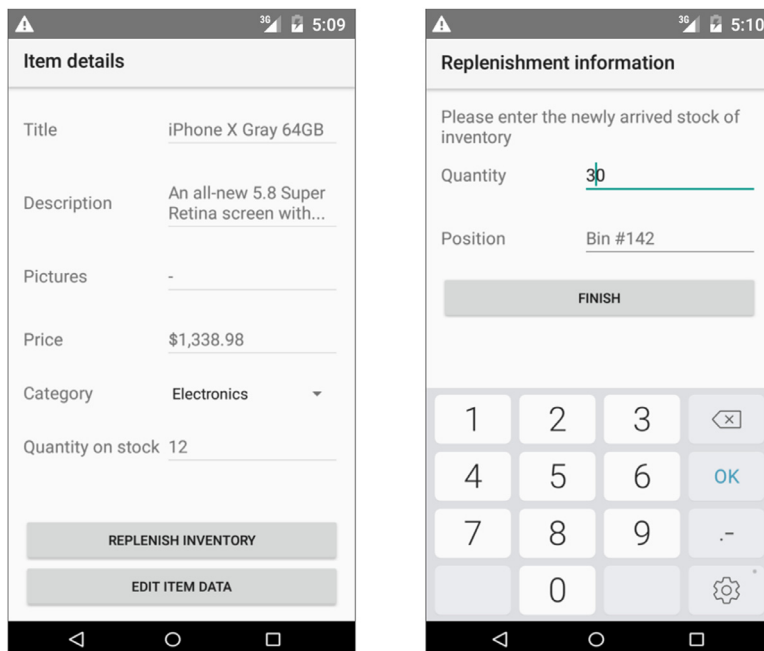 3G 5:09
Item details
Title iPhone X Gray 64GB
Description
An all-new 5.8 Super
Retina screen with...
Pictures -
Price $1,338.98
Category Electronics
Quantity on stock 12
REPLENISH INVENTORY
EDIT ITEM DATA
3G 5:10
Replenishment information
Please enter the newly arrived stock of
inventory
Quantity 30
Position Bin #142
FINISH
1 2 3
4 5 6 OK
7 8 9 .-
0